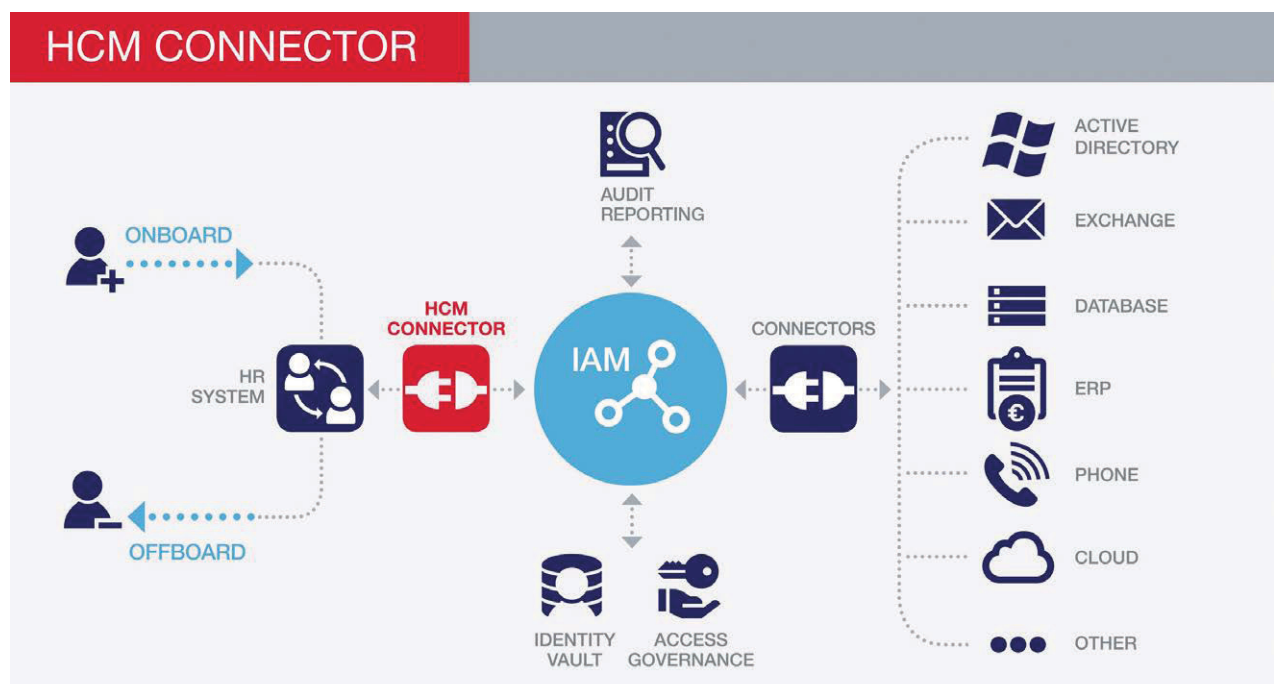 HCM CONNECTOR
AUDIT
REPORTING
ONBOARD
HR
SYSTEM
HCM
CONNECTOR
IAM
CONNECTORS
OFFBOARD
IDENTITY
VAULT
ACCESS
GOVERNANCE
ACTIVE
DIRECTORY
EXCHANGE
DATABASE
ERP
€
PHONE
CLOUD
OTHER